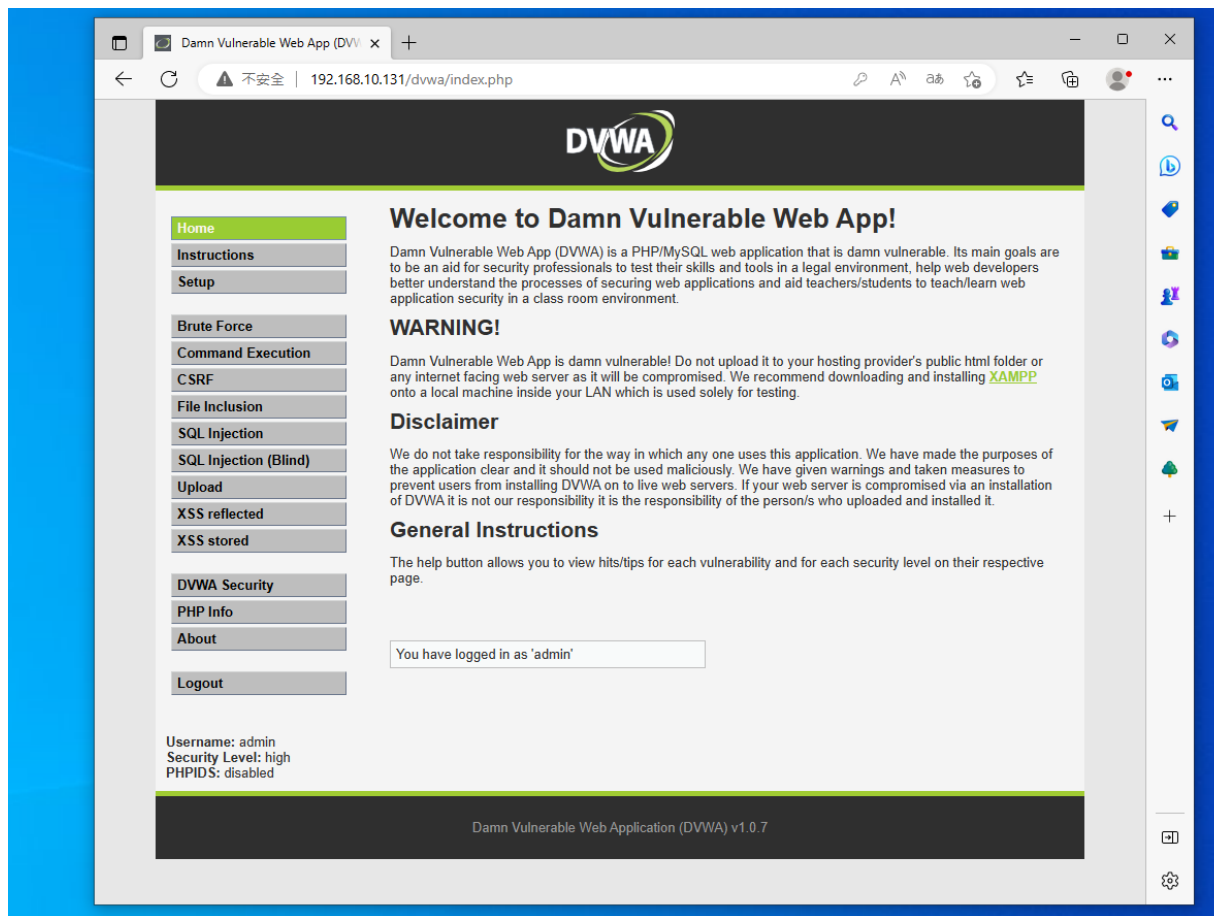 Damn Vulnerable Web App (DVW
不安全 | 192.168.10.131/dvwa/index.php
DVWA
Home
Instructions
Setup
Brute Force
Command Execution
CSRF
File Inclusion
SQL Injection
SQL Injection (Blind)
Upload
XSS reflected
XSS stored
DVWA Security
PHP Info
About
Logout
Username: admin
Security Level: high
PHPIDS: disabled
Welcome to Damn Vulnerable Web App!
Damn Vulnerable Web App (DVWA) is a PHP/MySQL web application that is damn vulnerable. Its main goals are
to be an aid for security professionals to test their skills and tools in a legal environment, help web developers
better understand the processes of securing web applications and aid teachers/students to teach/learn web
application security in a class room environment.
WARNING!
Damn Vulnerable Web App is damn vulnerable! Do not upload it to your hosting provider's public html folder or
any internet facing web server as it will be compromised. We recommend downloading and installing XAMPP
onto a local machine inside your LAN which is used solely for testing.
Disclaimer
We do not take responsibility for the way in which any one uses this application. We have made the purposes of
the application clear and it should not be used maliciously. We have given warnings and taken measures to
prevent users from installing DVWA on to live web servers. If your web server is compromised via an installation
of DVWA it is not our responsibility it is the responsibility of the person/s who uploaded and installed it.
General Instructions
The help button allows you to view hits/tips for each vulnerability and for each security level on their respective
page.
You have logged in as 'admin'
Damn Vulnerable Web Application (DVWA) v1.0.7